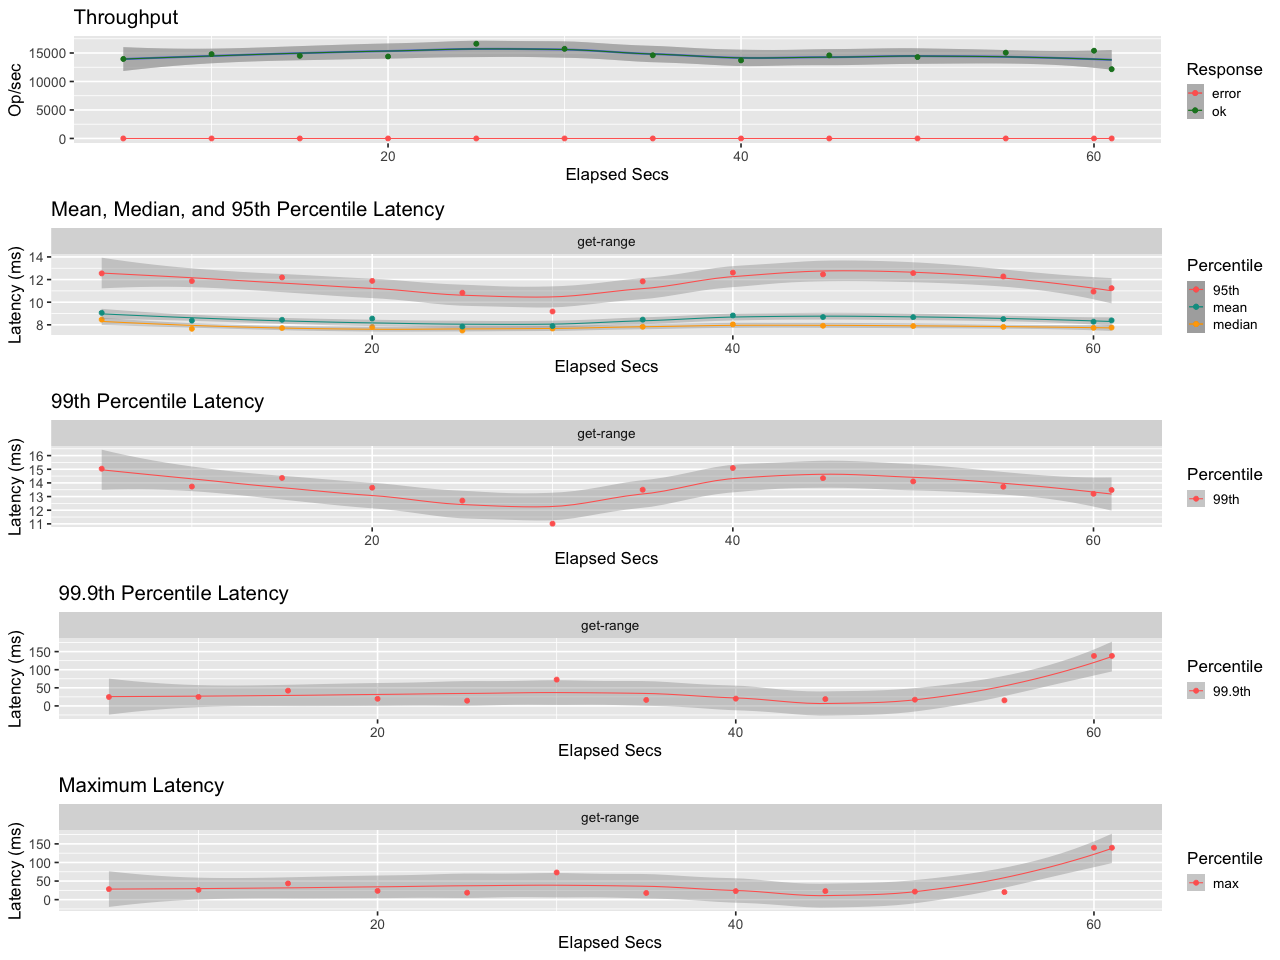 Throughput
Op/sec
15000
10000
5000
0
20 40 60
Elapsed Secs
Response
error
ok
Mean, Median, and 95th Percentile Latency
get-range
Latency (ms)
14
12
10
8
20 40 60
Elapsed Secs
Percentile
95th
mean
median
99th Percentile Latency
get-range
Latency (ms)
16
15
14
13
12
11
20 40 60
Elapsed Secs
Percentile
99th
99.9th Percentile Latency
get-range
Latency (ms)
150
100
50
0
20 40 60
Elapsed Secs
Percentile
99.9th
Maximum Latency
get-range
Latency (ms)
150
100
50
0
20 40 60
Elapsed Secs
Percentile
max